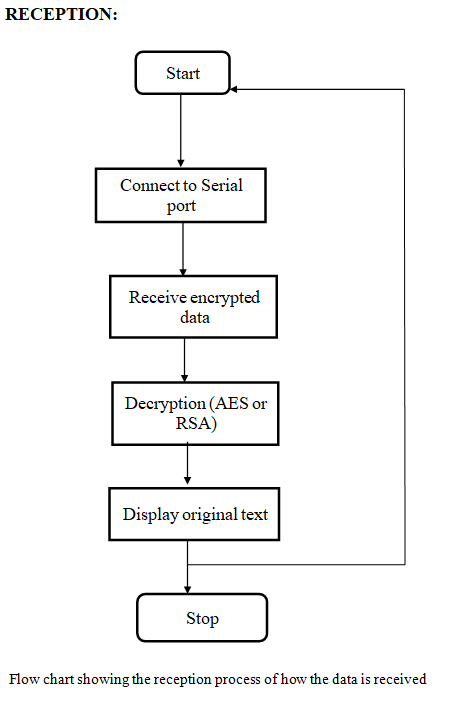 RECEPTION:
Start
Connect to Serial
port
Receive encrypted
data
Decryption (AES or
RSA)
Display original text
Stop
Flow chart showing the reception process of how the data is received